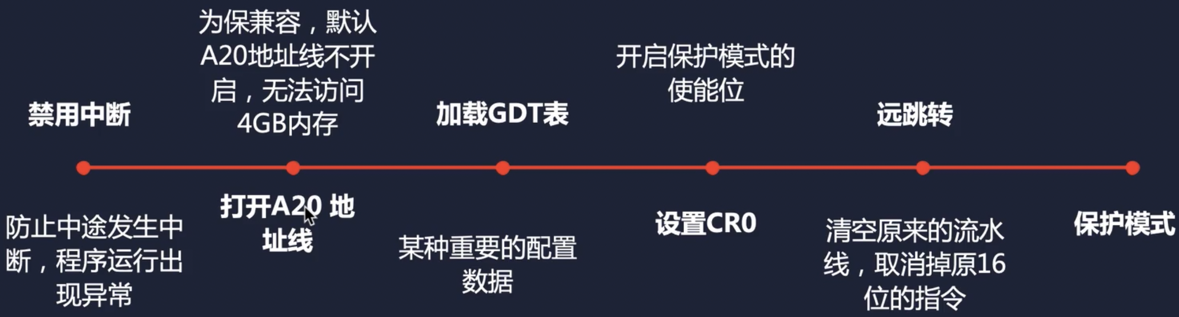 禁用中断
防止中途发生中
断，程序运行出
现异常
为保兼容，默认
A20地址线不开
启，无法访问
4GB内存
打开A20 地
址线
加载GDT表
某种重要的配置
数据
开启保护模式的
使能位
设置CR0
远跳转
清空原来的流水
线，取消掉原16
位的指令
保护模式